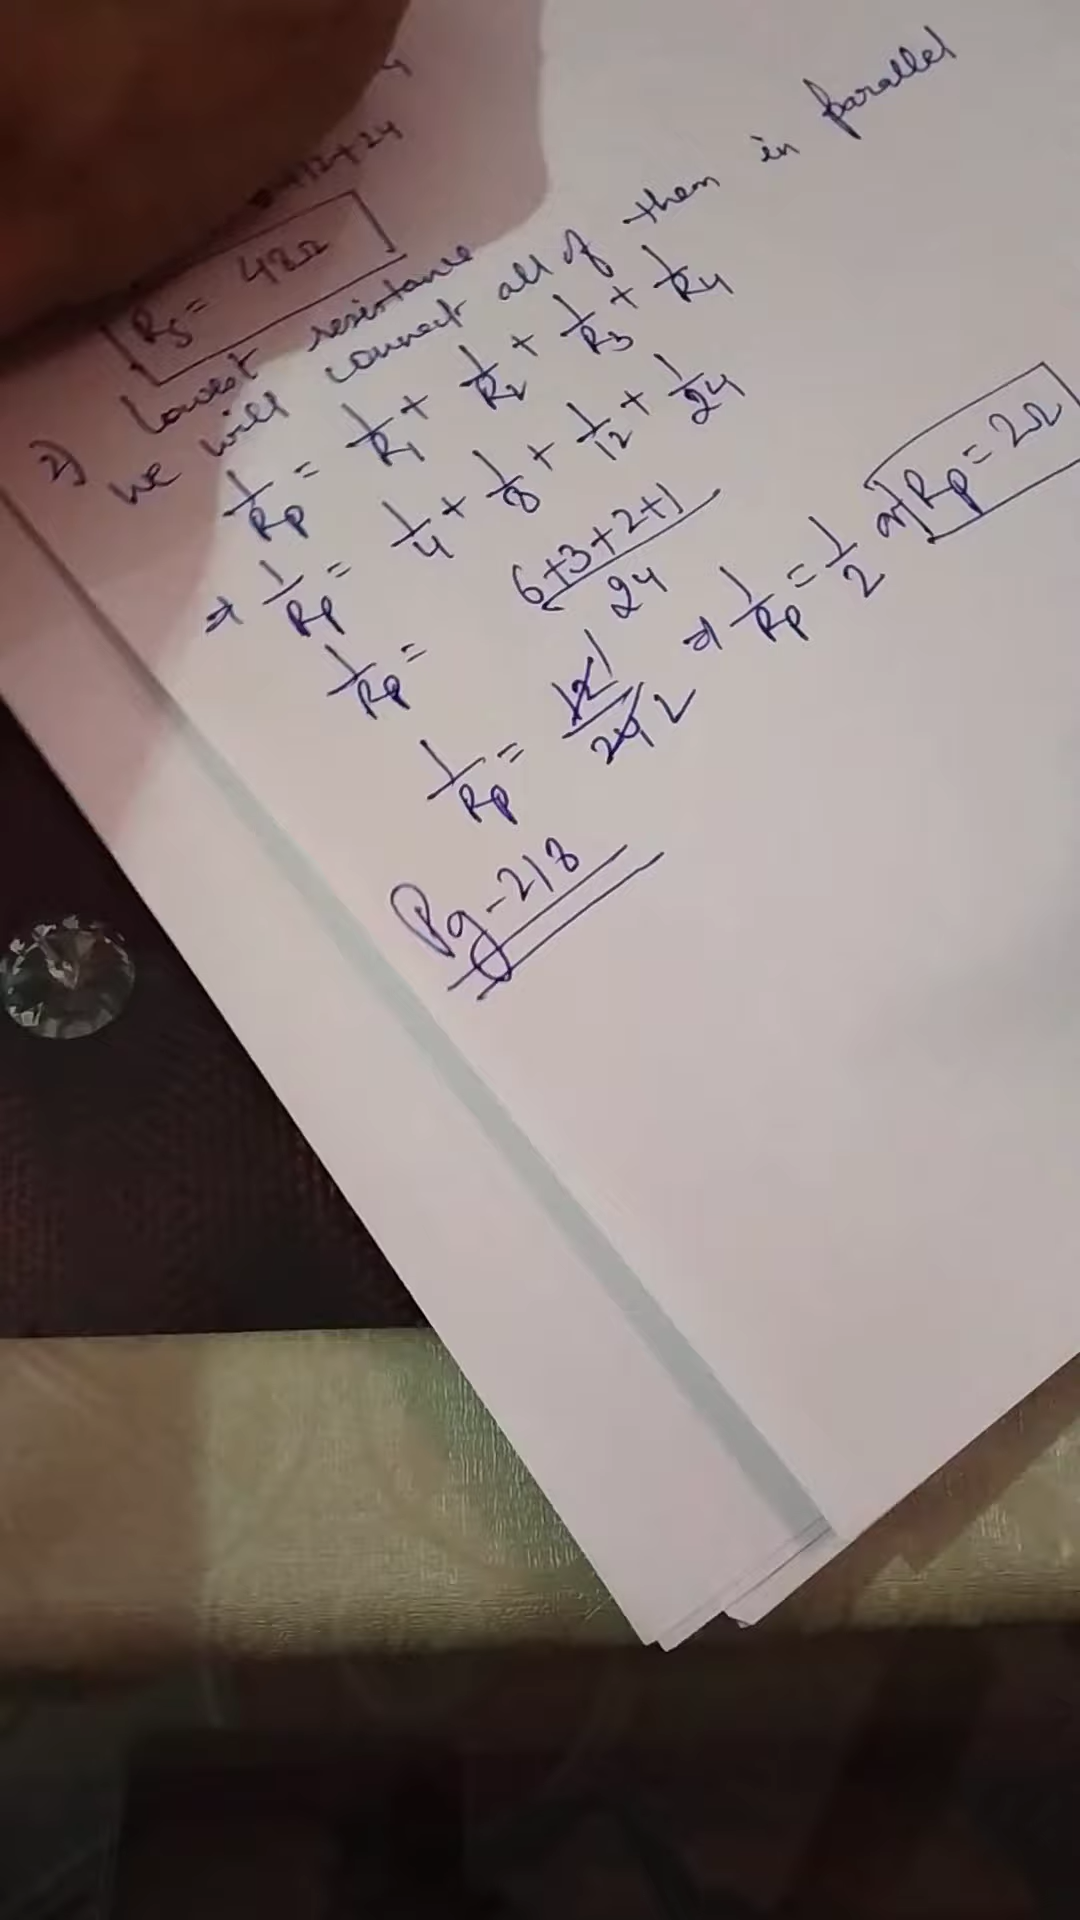 +12+24
Rs = 48Ω
2) Lowest resistance
we will connect all of them in parallel
1/Rp = 1/R1 + 1/R2 + 1/R3 + 1/R4
⇒ 1/Rp = 1/4 + 1/8 + 1/12 + 1/24
1/Rp = 6+3+2+1/24
1/Rp = 12/24 1/2 ⇒ 1/Rp = 1/2 or Rp = 2Ω
Pg-218